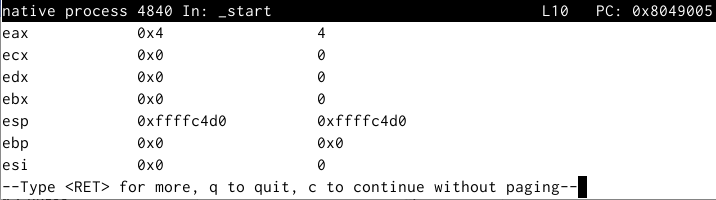 native process 4840 In: _start L10 PC: 0x8049005
eax 0x4 4
ecx 0x0 0
edx 0x0 0
ebx 0x0 0
esp 0xffffc4d0 0xffffc4d0
ebp 0x0 0x0
esi 0x0 0
--Type <RET> for more, q to quit, c to continue without paging--